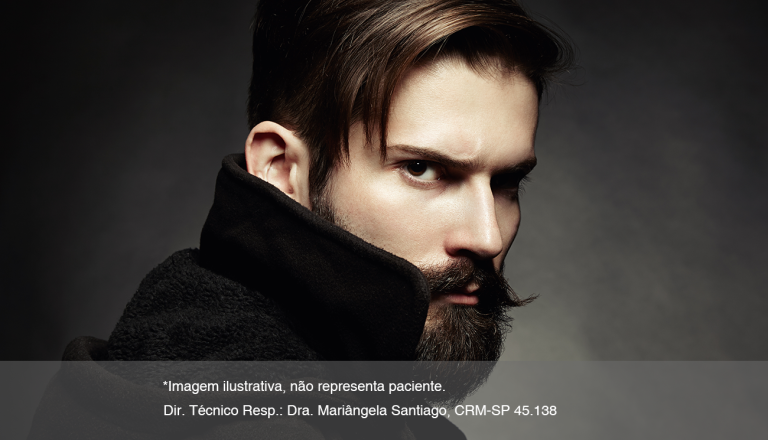 *Imagem ilustrativa, não representa paciente.
Dir. Técnico Resp.: Dra. Mariângela Santiago, CRM-SP 45.138